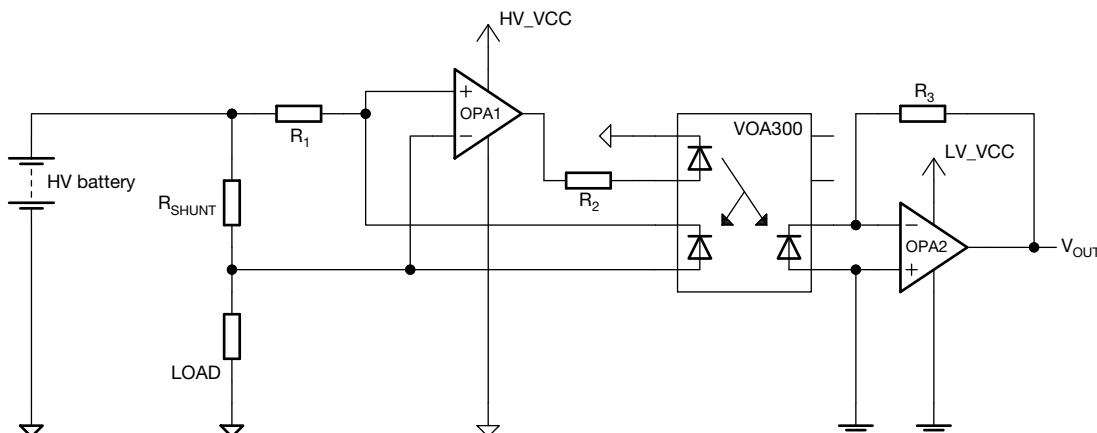 HV_VCC
+
OPA1
−
R1
R2
R3
VOA300
LV_VCC
HV battery
RSHUNT
−
OPA2
+
VOUT
LOAD